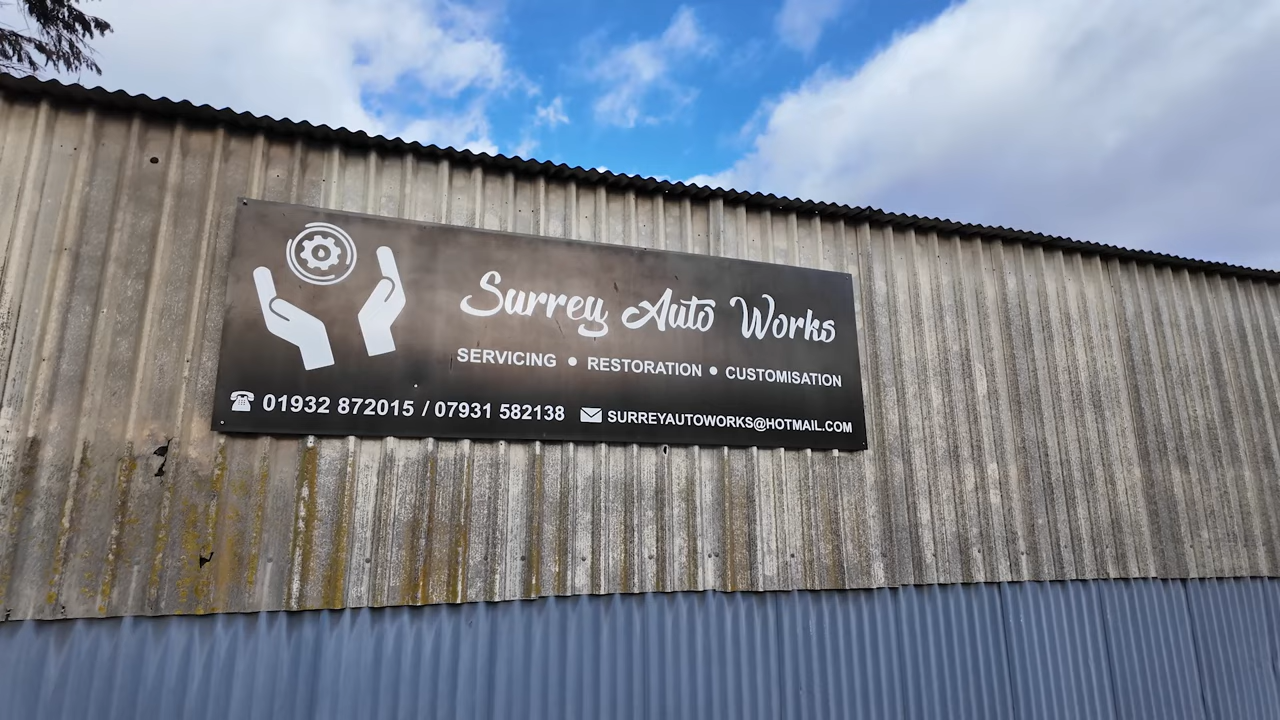 Surrey Auto Works
SERVICING • RESTORATION • CUSTOMISATION
01932 872015 / 07931 582138 SURREYAUTOWORKS@HOTMAIL.COM